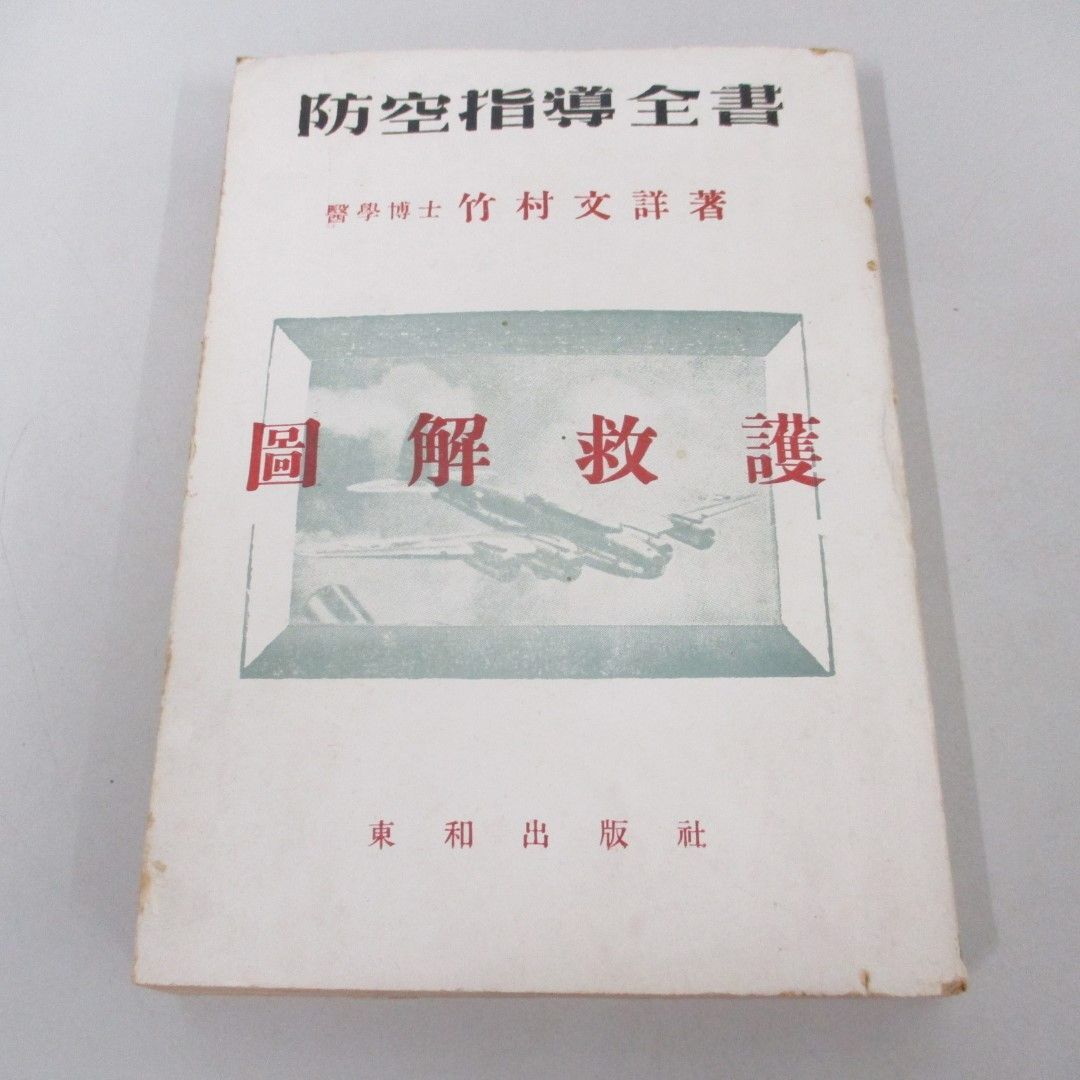 防空指導全書
醫學博士 竹村文詳著
圖解救護
東和出版社